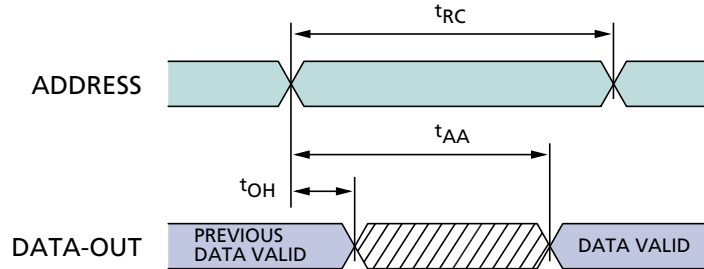 tRC
ADDRESS
tAA
tOH
DATA-OUT
PREVIOUS
DATA VALID
DATA VALID